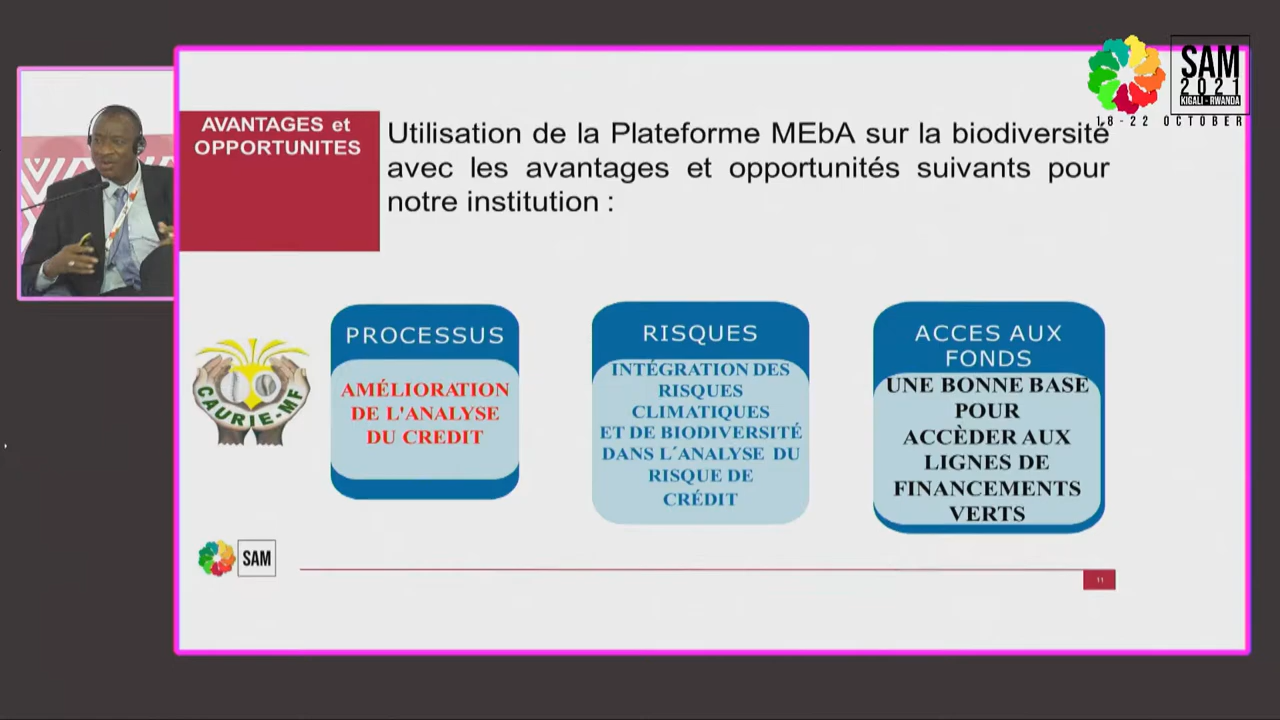 SAM
2021
KIGALI - RWANDA
18-22 OCTOBER
AVANTAGES et
OPPORTUNITES
Utilisation de la Plateforme MEbA sur la biodiversité
avec les avantages et opportunités suivants pour
notre institution :
CAURIE-MF
PROCESSUS
AMÉLIORATION
DE L'ANALYSE
DU CREDIT
RISQUES
INTÉGRATION DES
RISQUES
CLIMATIQUES
ET DE BIODIVERSITÉ
DANS L´ANALYSE DU
RISQUE DE
CRÉDIT
ACCES AUX
FONDS
UNE BONNE BASE
POUR
ACCÈDER AUX
LIGNES DE
FINANCEMENTS
VERTS
SAM
11